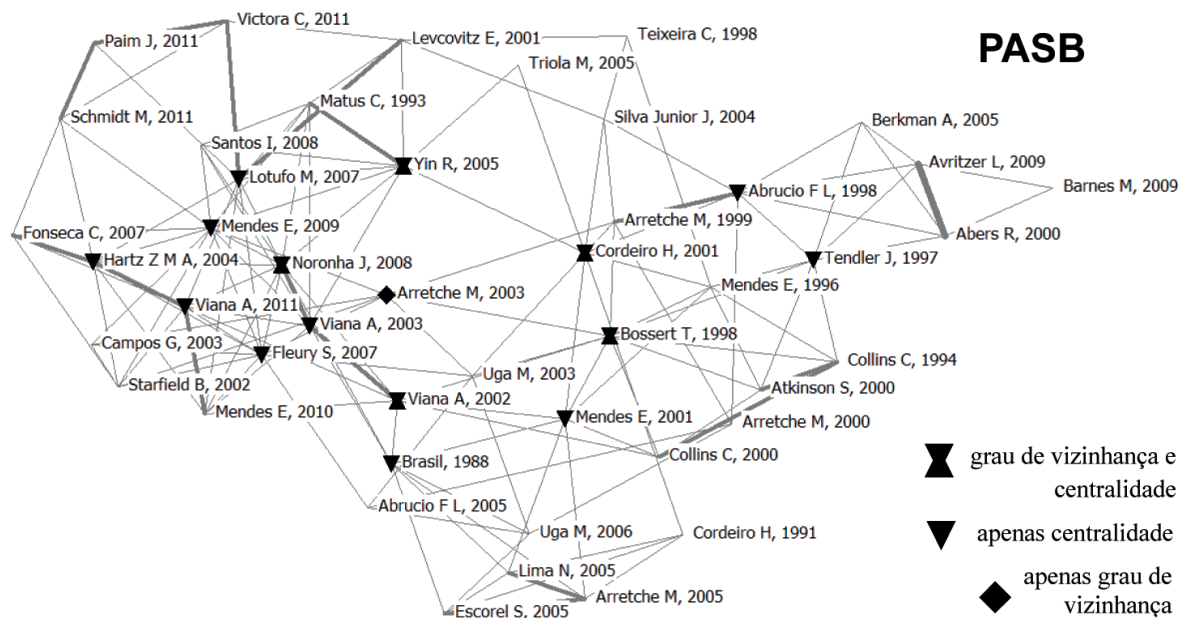 Victora C, 2011
Paim J, 2011
Levcovitz E, 2001
Teixeira C, 1998
PASB
Triola M, 2005
Matus C, 1993
Schmidt M, 2011
Silva Junior J, 2004
Berkman A, 2005
Santos I, 2008
Yin R, 2005
Avritzer L, 2009
Lotufo M, 2007
Abrucio F L, 1998
Barnes M, 2009
Arretche M, 1999
Mendes E, 2009
Fonseca C, 2007
Abers R, 2000
Cordeiro H, 2001
Hartz Z M A, 2004
Noronha J, 2008
Tendler J, 1997
Mendes E, 1996
Arretche M, 2003
Viana A, 2011
Viana A, 2003
Bossert T, 1998
Campos G, 2003
Fleury S, 2007
Collins C, 1994
Uga M, 2003
Starfield B, 2002
Atkinson S, 2000
Viana A, 2002
Mendes E, 2010
Mendes E, 2001
Arretche M, 2000
Collins C, 2000
Brasil, 1988
Abrucio F L, 2005
Uga M, 2006
Cordeiro H, 1991
Lima N, 2005
Arretche M, 2005
Escorel S, 2005
grau de vizinhança e
centralidade
apenas centralidade
apenas grau de
vizinhança